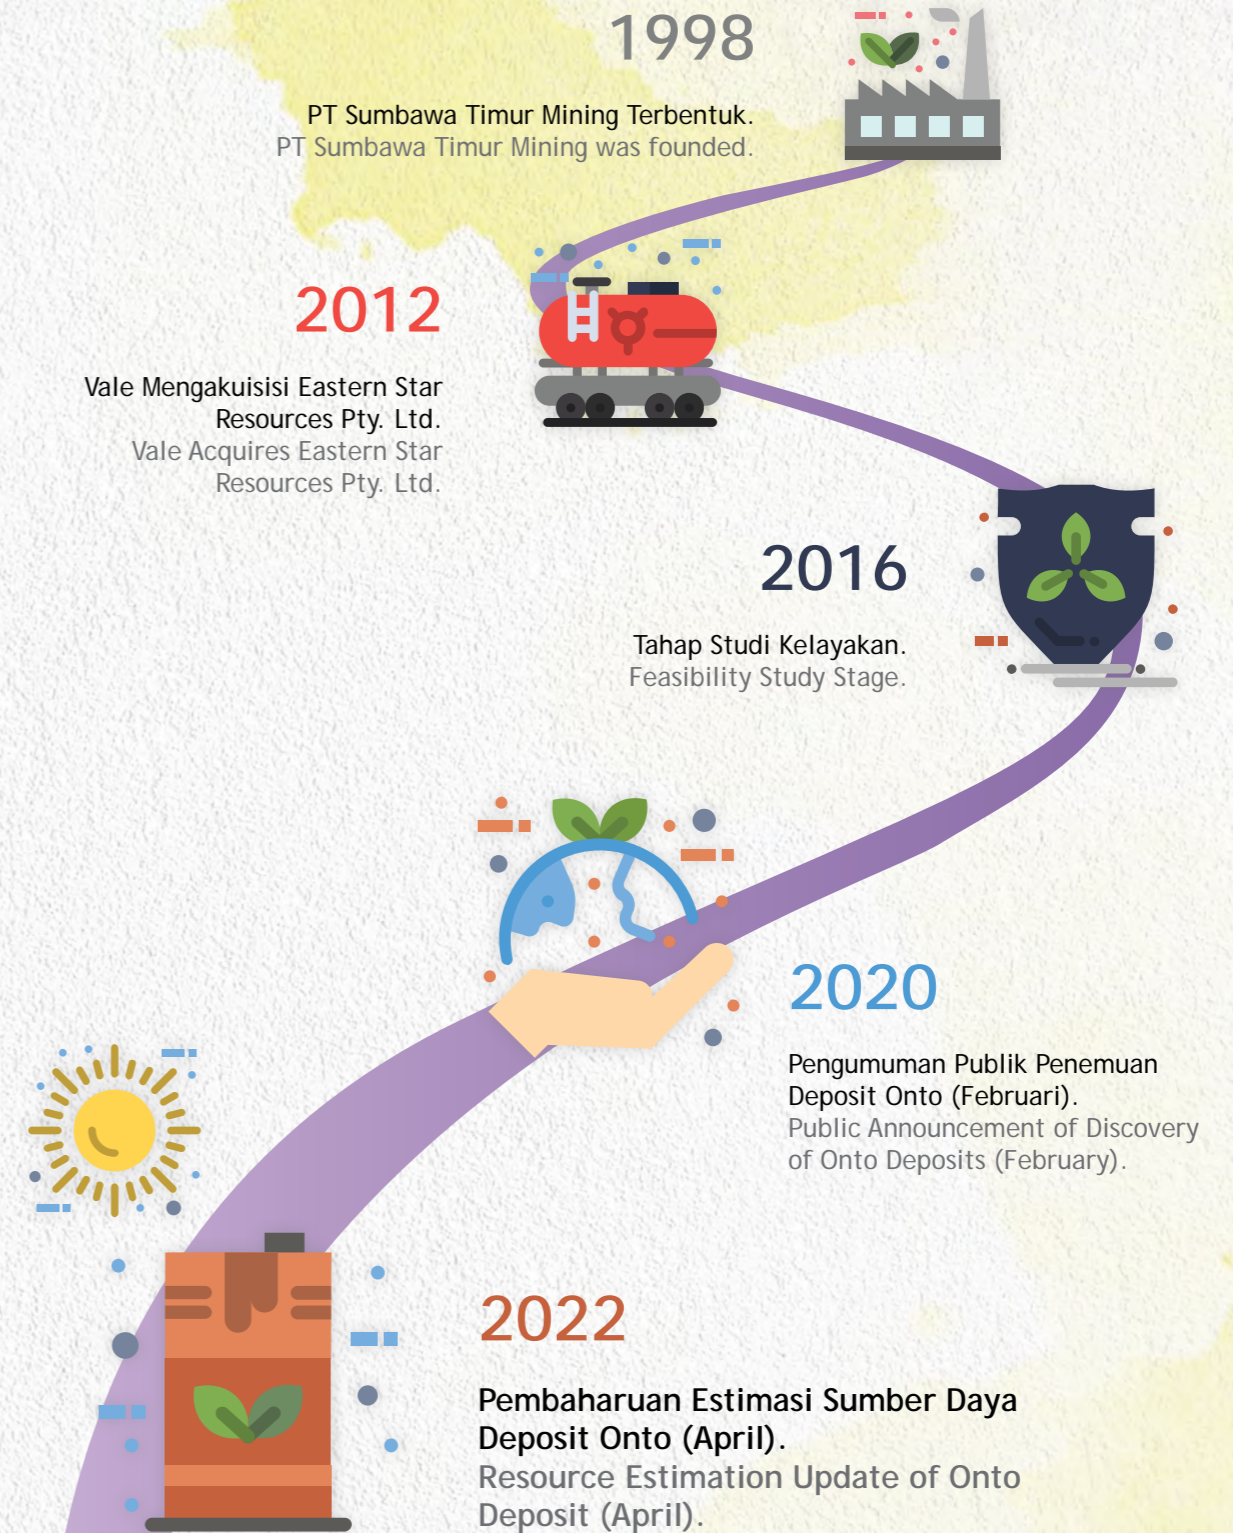 1998
PT Sumbawa Timur Mining Terbentuk.
PT Sumbawa Timur Mining was founded.
2012
Vale Mengakuisisi Eastern Star
Resources Pty. Ltd.
Vale Acquires Eastern Star
Resources Pty. Ltd.
2016
Tahap Studi Kelayakan.
Feasibility Study Stage.
2020
Pengumuman Publik Penemuan
Deposit Onto (Februari).
Public Announcement of Discovery
of Onto Deposits (February).
2022
Pembaharuan Estimasi Sumber Daya
Deposit Onto (April).
Resource Estimation Update of Onto
Deposit (April).